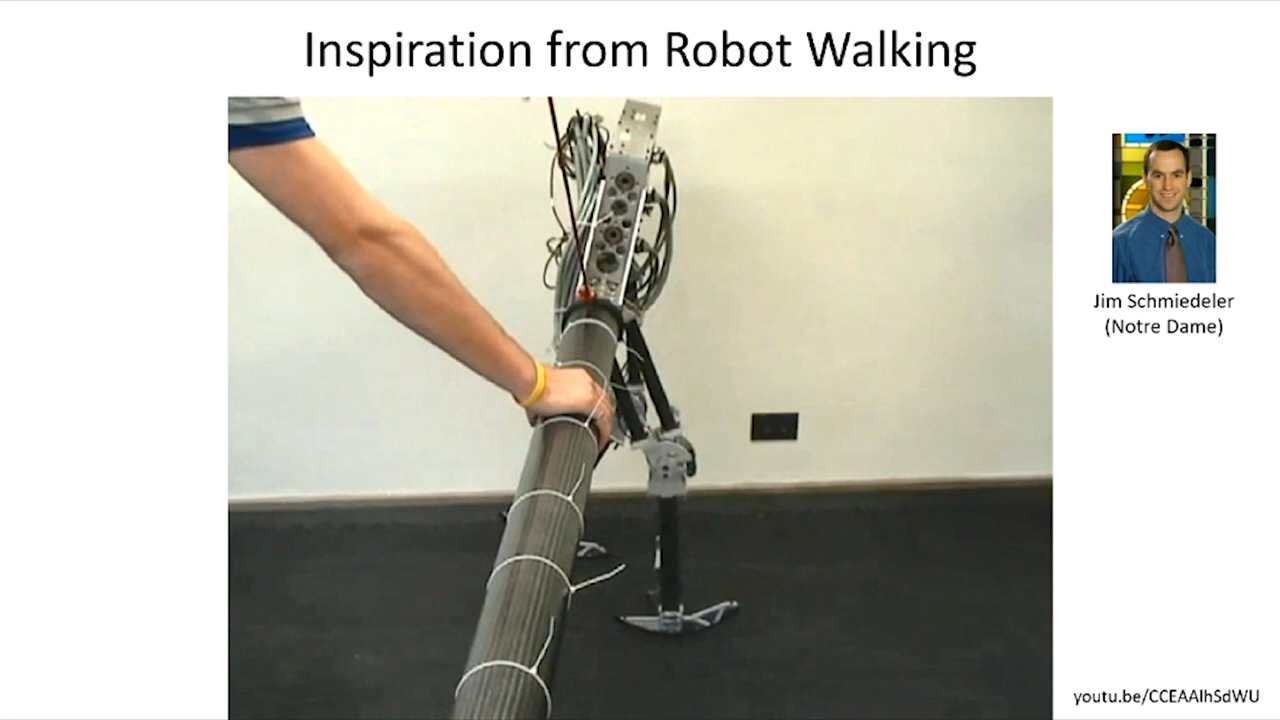 Inspiration from Robot Walking
Jim Schmiedeler
(Notre Dame)
youtu.be/CCEAAlhSdWU